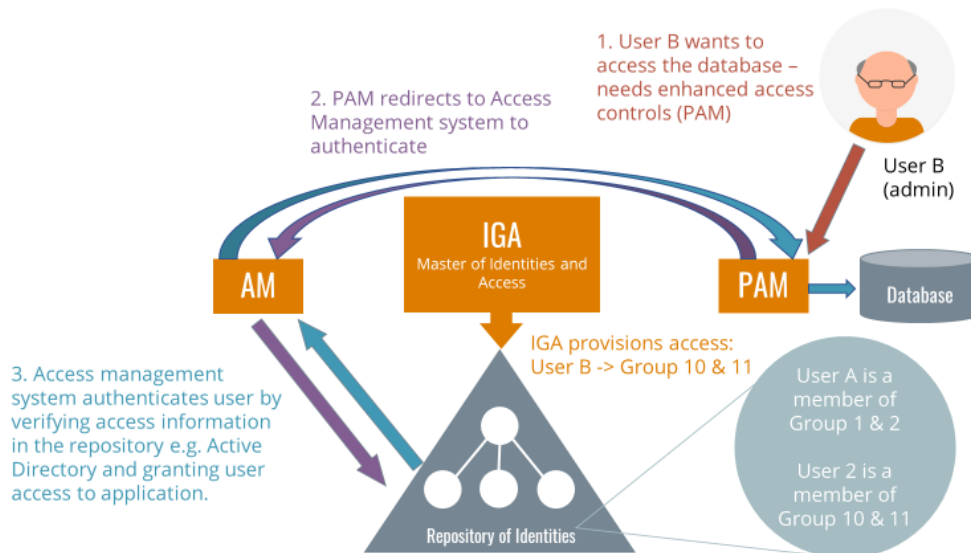 1. User B wants to
access the database –
needs enhanced access
controls (PAM)
2. PAM redirects to Access
Management system to
authenticate
User B
(admin)
IGA
Master of Identities and
Access
AM
PAM
Database
IGA provisions access:
User B -> Group 10 & 11
3. Access management
system authenticates user by
verifying access information
in the repository e.g. Active
Directory and granting user
access to application.
User A is a
member of
Group 1 & 2
User 2 is a
member of
Group 10 & 11
Repository of Identities